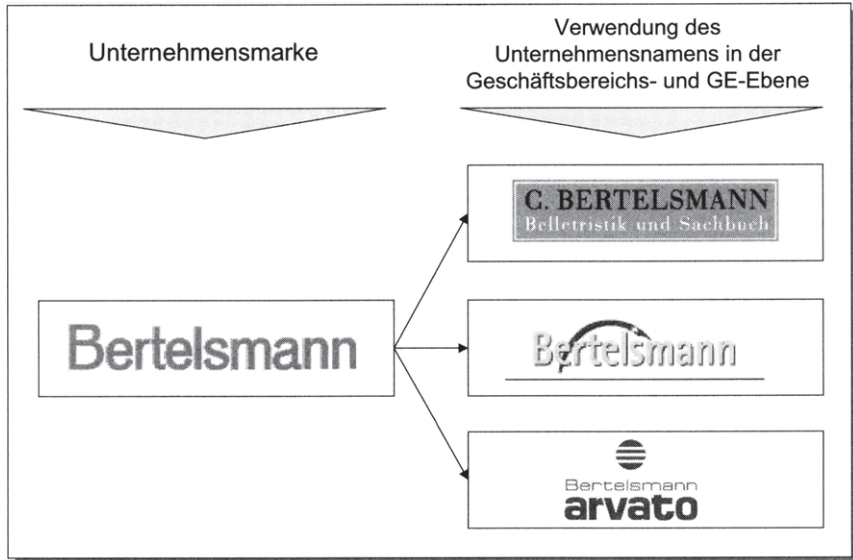 Unternehmensmarke
Verwendung des
Unternehmensnamens in der
Geschäftsbereichs- und GE-Ebene
Bertelsmann
C. BERTELSMANN
Belletristik und Sachbuch
Bertelsmann
Bertelsmann
arvato